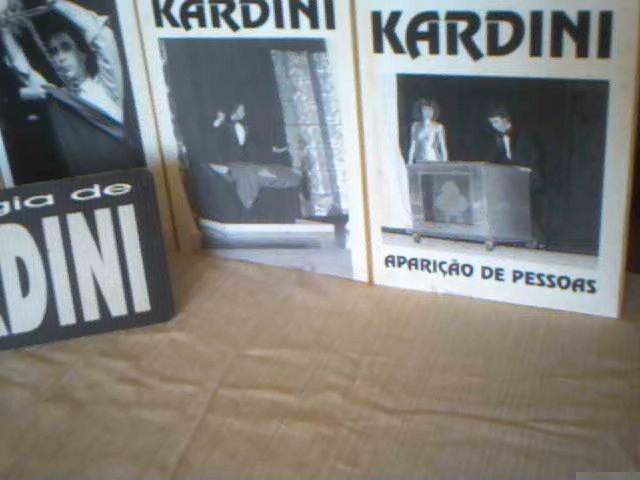 KARDINI
KARDINI
APARIÇÃO DE PESSOAS
gia de
RDINI